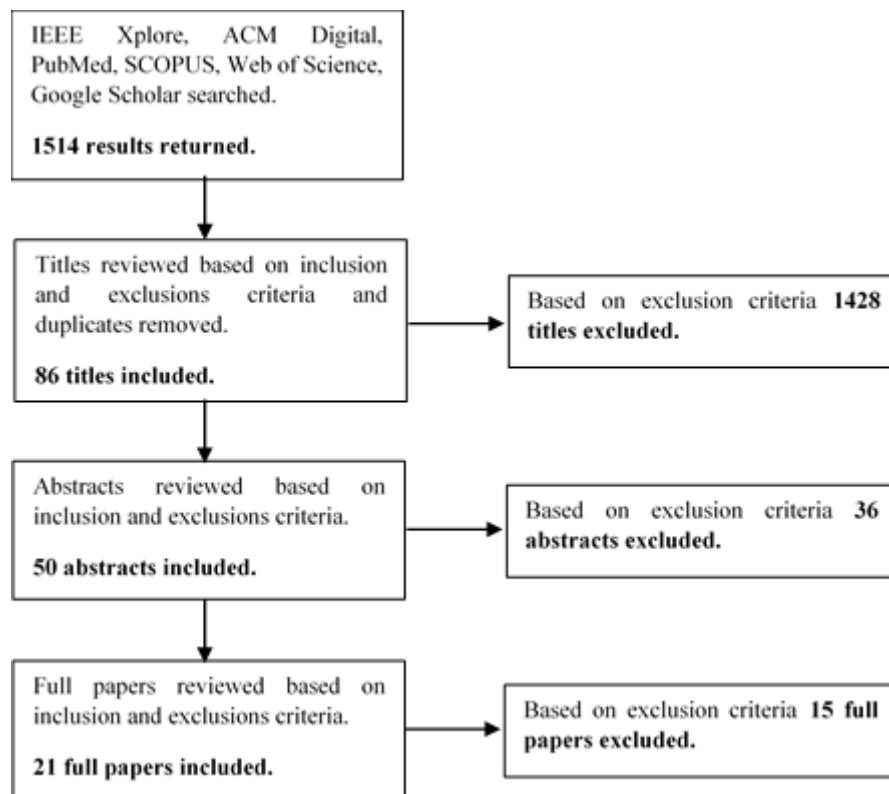 IEEE Xplore, ACM Digital,
PubMed, SCOPUS, Web of Science,
Google Scholar searched.
1514 results returned.
Titles reviewed based on inclusion
and exclusions criteria and
duplicates removed.
86 titles included.
Based on exclusion criteria 1428
titles excluded.
Abstracts reviewed based on
inclusion and exclusions criteria.
50 abstracts included.
Based on exclusion criteria 36
abstracts excluded.
Full papers reviewed based on
inclusion and exclusions criteria.
21 full papers included.
Based on exclusion criteria 15 full
papers excluded.